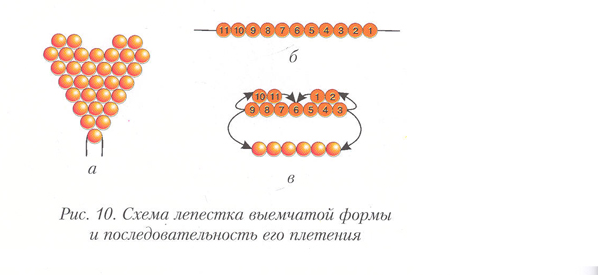 11 10 9 8 7 6 5 4 3 2 1
б
10 11 1 2
9 8 7 6 5 4 3
а
в
Рис. 10. Схема лепестка выемчатой формы
и последовательность его плетения